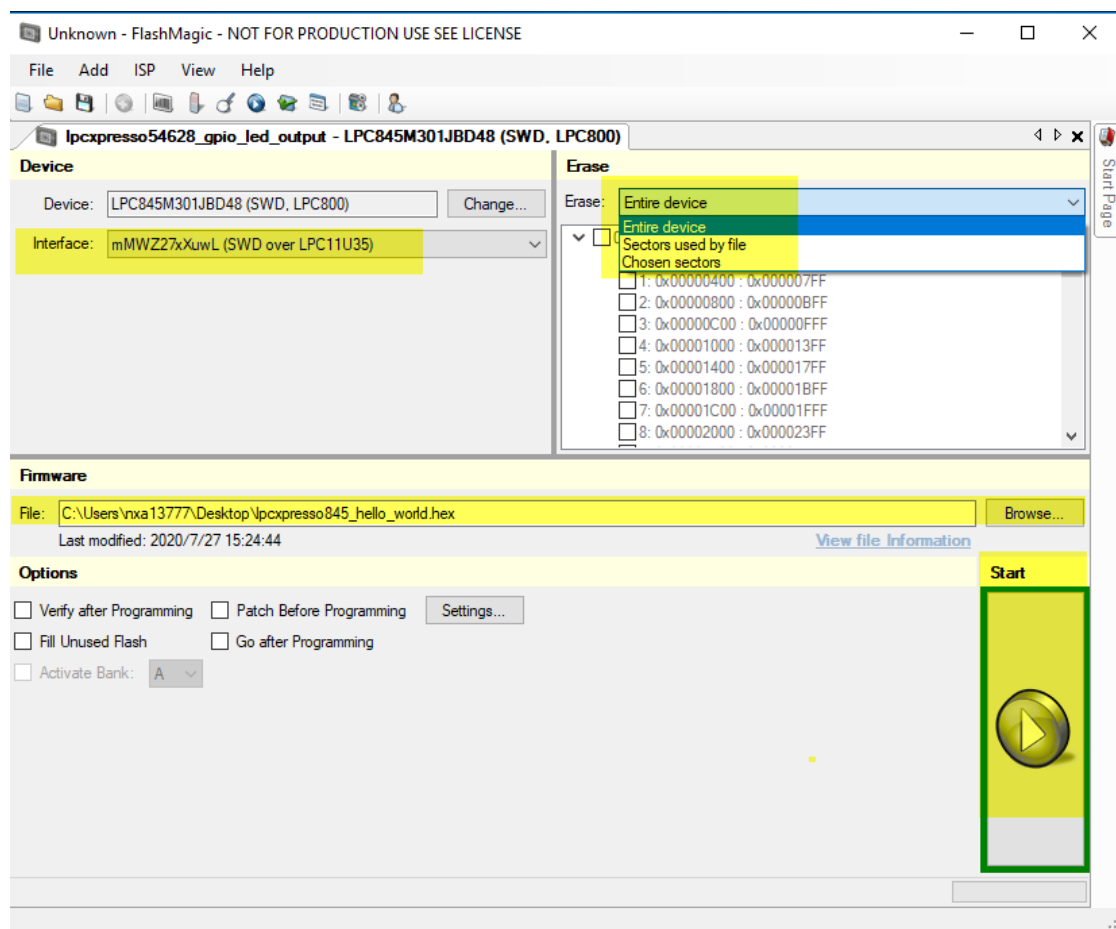 Unknown - FlashMagic - NOT FOR PRODUCTION USE SEE LICENSE
File Add ISP View Help
lpcxpresso54628_gpio_led_output - LPC845M301JBD48 (SWD, LPC800)
Start Page
Device
Device: LPC845M301JBD48 (SWD, LPC800) Change...
Interface: mMWZ27xXuwL (SWD over LPC11U35)
Erase
Erase: Entire device
Entire device
Sectors used by file
Chosen sectors
1: 0x00000400 : 0x000007FF
2: 0x00000800 : 0x00000BFF
3: 0x00000C00 : 0x00000FFF
4: 0x00001000 : 0x000013FF
5: 0x00001400 : 0x000017FF
6: 0x00001800 : 0x00001BFF
7: 0x00001C00 : 0x00001FFF
8: 0x00002000 : 0x000023FF
Firmware
File: C:\Users\nxa13777\Desktop\lpcxpresso845_hello_world.hex Browse...
Last modified: 2020/7/27 15:24:44 View file Information
Options
Verify after Programming Patch Before Programming Settings...
Fill Unused Flash Go after Programming
Activate Bank: A
Start